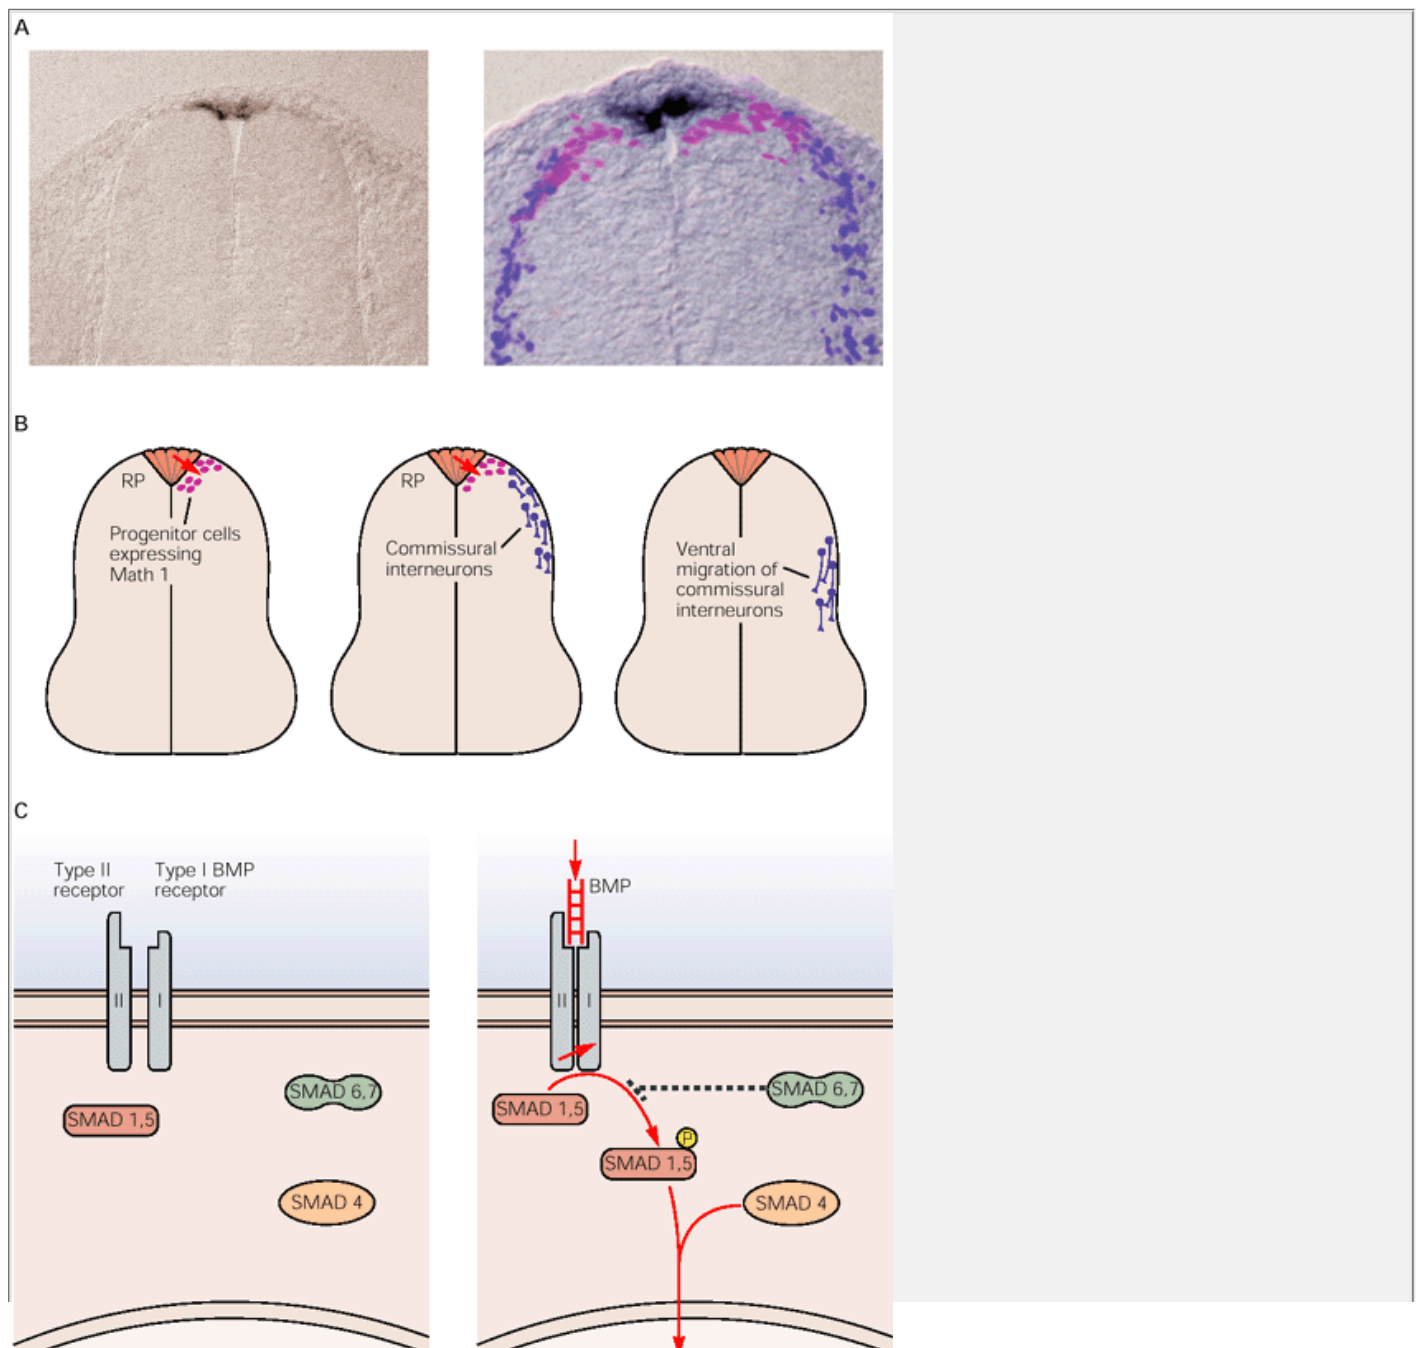 A
B
RP
Progenitor cells
expressing
Math 1
RP
Commissural
interneurons
Ventral
migration of
commissural
interneurons
C
Type II
receptor
Type I BMP
receptor
II
I
SMAD 6,7
SMAD 1,5
SMAD 4
BMP
II
I
SMAD 6,7
SMAD 1,5
P
SMAD 1,5
SMAD 4